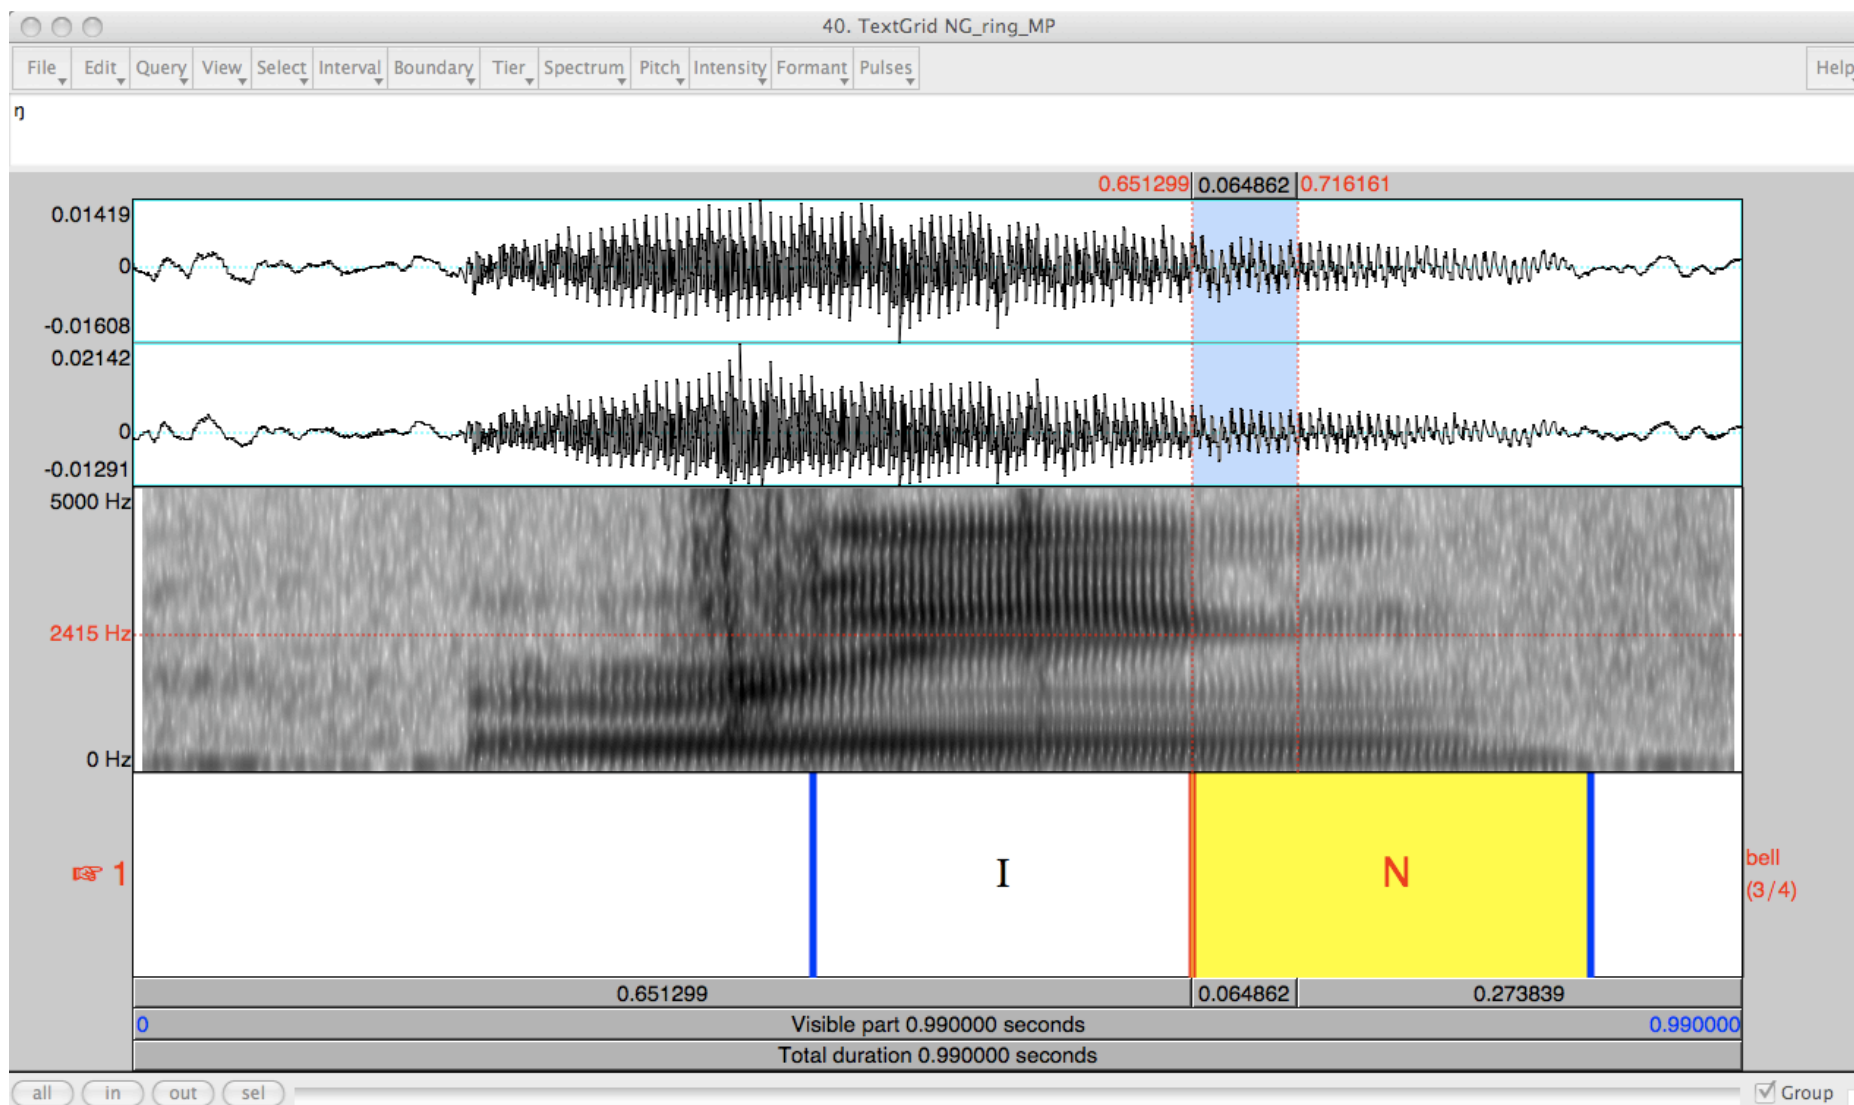 40. TextGrid NG_ring_MP
File Edit Query View Select Interval Boundary Tier Spectrum Pitch Intensity Formant Pulses Help
ŋ
0.651299 0.064862 0.716161
0.01419
0
-0.01608
0.02142
0
-0.01291
5000 Hz
2415 Hz
0 Hz
☞ 1 I N bell
(3/4)
0.651299 0.064862 0.273839
0 Visible part 0.990000 seconds 0.990000
Total duration 0.990000 seconds
all in out sel Group